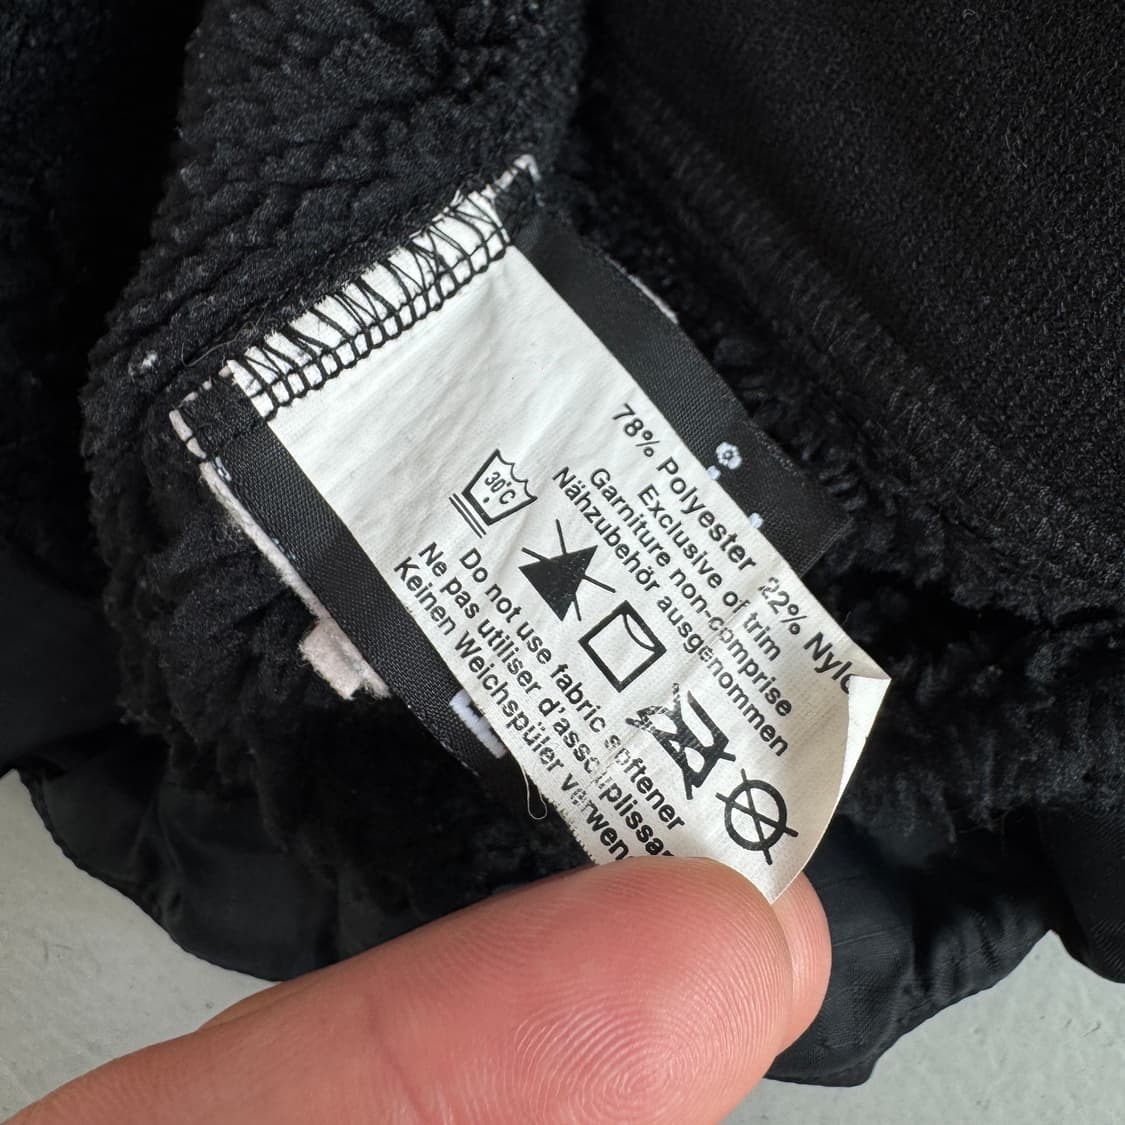 78% Polyester 22%
Exclusive of trim
Garniture non-comprise
Nähzubehör ausgenommen
30°C
Do not use fabric softener
Ne pas utiliser d'assouplissa
Keinen Weichspüler verwen